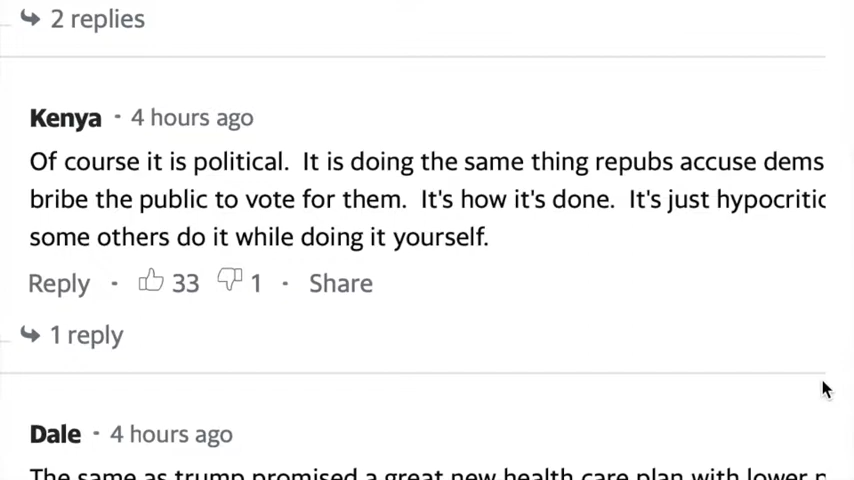 2 replies
Kenya · 4 hours ago
Of course it is political.  It is doing the same thing repubs accuse dems
bribe the public to vote for them.  It's how it's done.  It's just hypocritic
some others do it while doing it yourself.
Reply · 33 1 · Share
1 reply
Dale · 4 hours ago
The same as trump promised a great new health care plan with lower